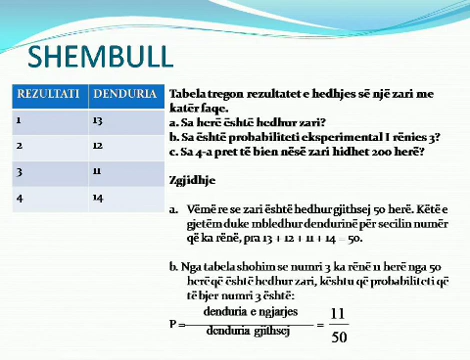 SHEMBULL
REZULTATI DENDURIA
1 13
2 12
3 11
4 14
Tabela tregon rezultatet e hedhjes së një zari me
katër faqe.
a. Sa herë është hedhur zari?
b. Sa është probabiliteti eksperimental I rënies 3?
c. Sa 4-a pret të bien nësë zari hidhet 200 herë?
Zgjidhje
a. Vëmë re se zari është hedhur gjithsej 50 herë. Këtë e
gjetëm duke mbledhur dendurinë për secilin numër
që ka rënë, pra 13 + 12 + 11 + 14 = 50.
b. Nga tabela shohim se numri 3 ka rënë 11 herë nga 50
herë që është hedhur zari, kështu që probabiliteti që
të bjer numri 3 është:
P = denduria e ngjarjes / denduria gjithsej = 11 / 50